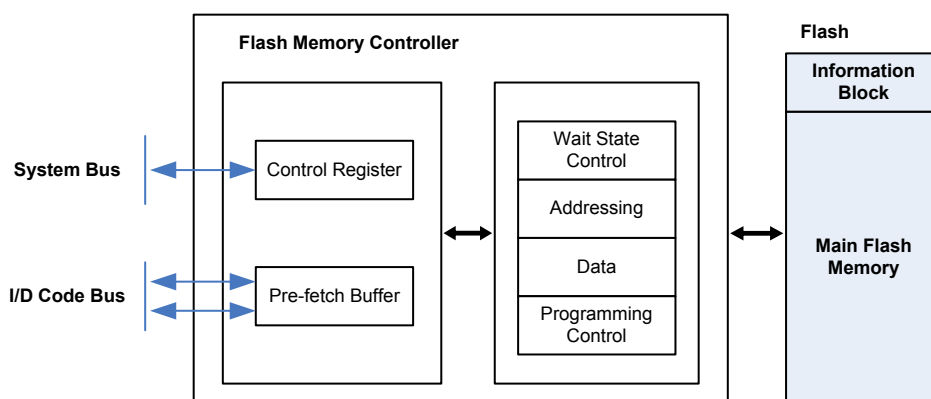 Flash Memory Controller
Flash
Information
Block
System Bus
Control Register
Wait State
Control
Addressing
Data
Programming
Control
I/D Code Bus
Pre-fetch Buffer
Main Flash
Memory